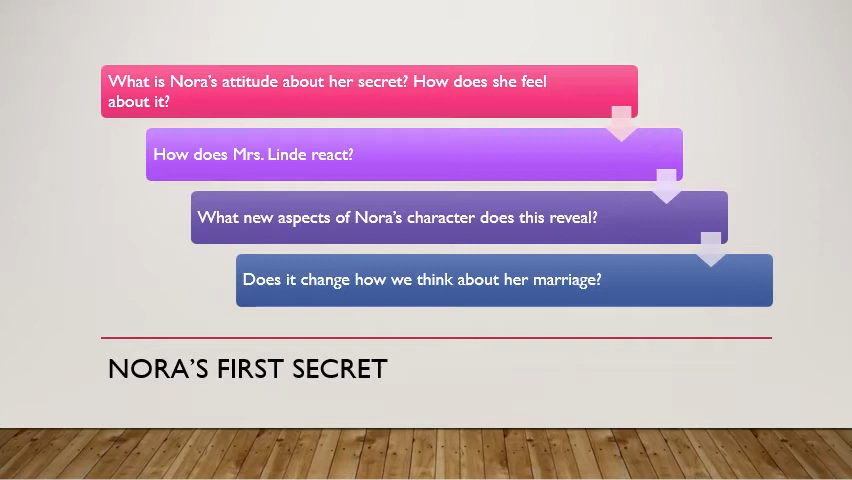 What is Nora’s attitude about her secret? How does she feel
about it?
How does Mrs. Linde react?
What new aspects of Nora’s character does this reveal?
Does it change how we think about her marriage?
NORA’S FIRST SECRET